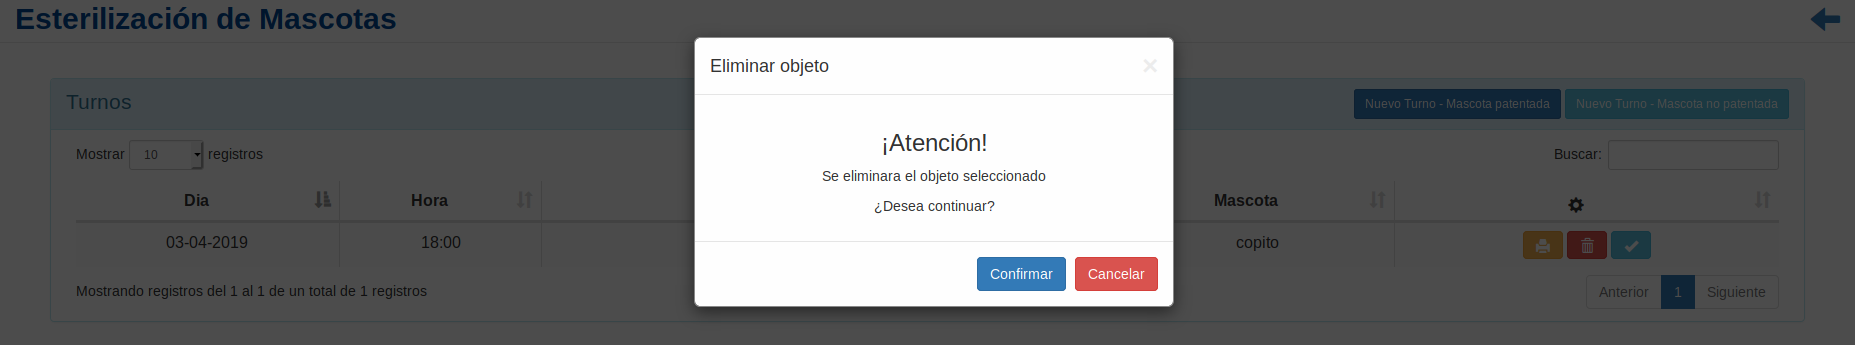 Esterilización de Mascotas
Eliminar objeto
×
¡Atención!
Se eliminara el objeto seleccionado
¿Desea continuar?
Confirmar Cancelar
Turnos
Nuevo Turno - Mascota patentada Nuevo Turno - Mascota no patentada
Mostrar 10 registros Buscar:
Dia Hora Mascota
03-04-2019 18:00 copito
Mostrando registros del 1 al 1 de un total de 1 registros
Anterior 1 Siguiente